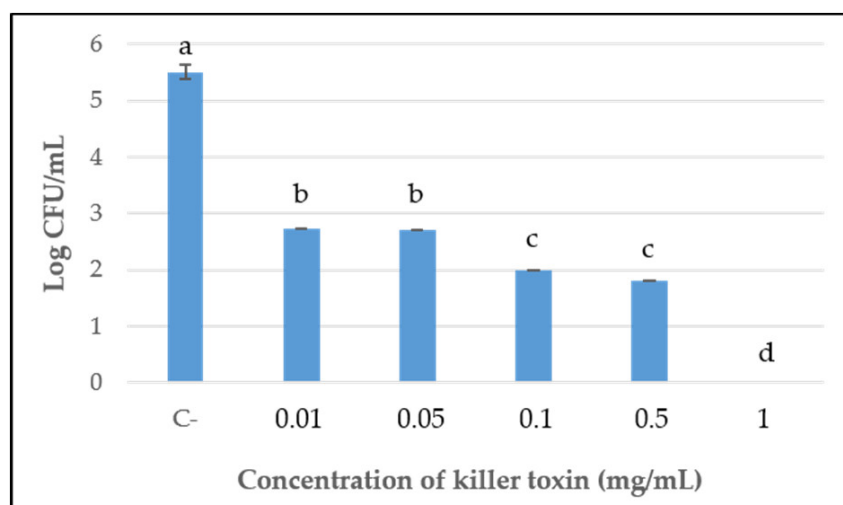 6
a
5
4
b b
3
c c
2
1
d
0
C- 0.01 0.05 0.1 0.5 1
Log CFU/mL
Concentration of killer toxin (mg/mL)